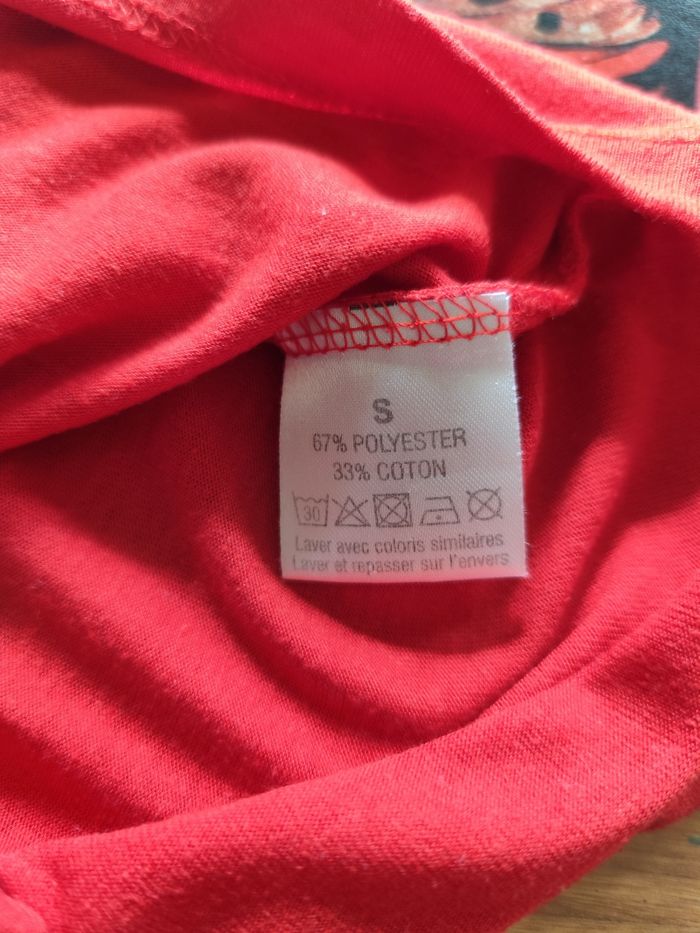 S
67% POLYESTER
33% COTON
30
Laver avec coloris similaires
Laver et repasser sur l'envers